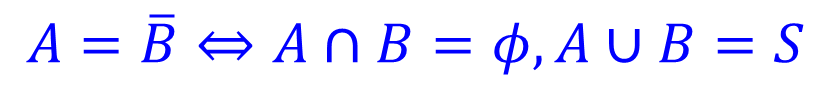 A = B̄ ⇔ A ∩ B = ϕ, A ∪ B = S